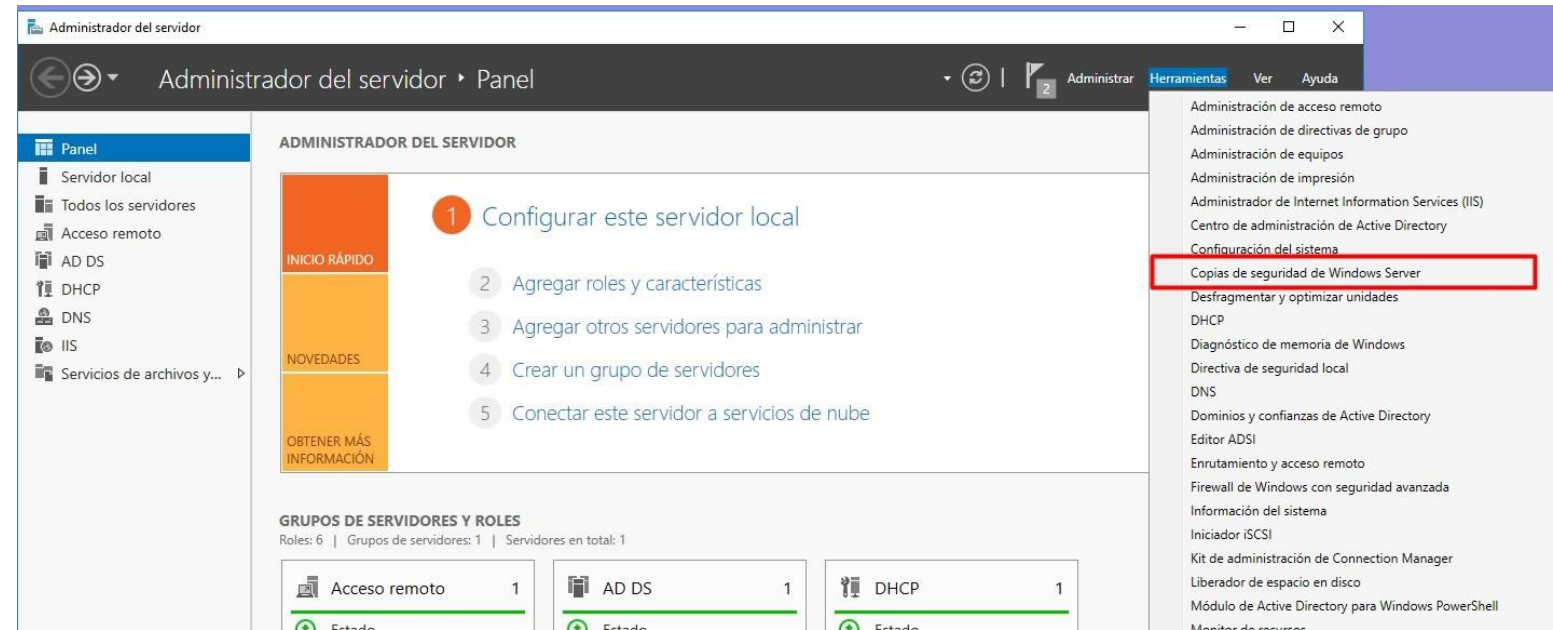 Administrador del servidor
Administrador del servidor ‣ Panel
2
Administrar
Herramientas
Ver
Ayuda
Panel
Servidor local
Todos los servidores
Acceso remoto
AD DS
DHCP
DNS
IIS
Servicios de archivos y...
ADMINISTRADOR DEL SERVIDOR
INICIO RÁPIDO
NOVEDADES
OBTENER MÁS
INFORMACIÓN
1 Configurar este servidor local
2 Agregar roles y características
3 Agregar otros servidores para administrar
4 Crear un grupo de servidores
5 Conectar este servidor a servicios de nube
GRUPOS DE SERVIDORES Y ROLES
Roles: 6 | Grupos de servidores: 1 | Servidores en total: 1
Acceso remoto 1
Estado
AD DS 1
Estado
DHCP 1
Estado
Administración de acceso remoto
Administración de directivas de grupo
Administración de equipos
Administración de impresión
Administrador de Internet Information Services (IIS)
Centro de administración de Active Directory
Configuración del sistema
Copias de seguridad de Windows Server
Desfragmentar y optimizar unidades
DHCP
Diagnóstico de memoria de Windows
Directiva de seguridad local
DNS
Dominios y confianzas de Active Directory
Editor ADSI
Enrutamiento y acceso remoto
Firewall de Windows con seguridad avanzada
Información del sistema
Iniciador iSCSI
Kit de administración de Connection Manager
Liberador de espacio en disco
Módulo de Active Directory para Windows PowerShell
Monitor de recursos